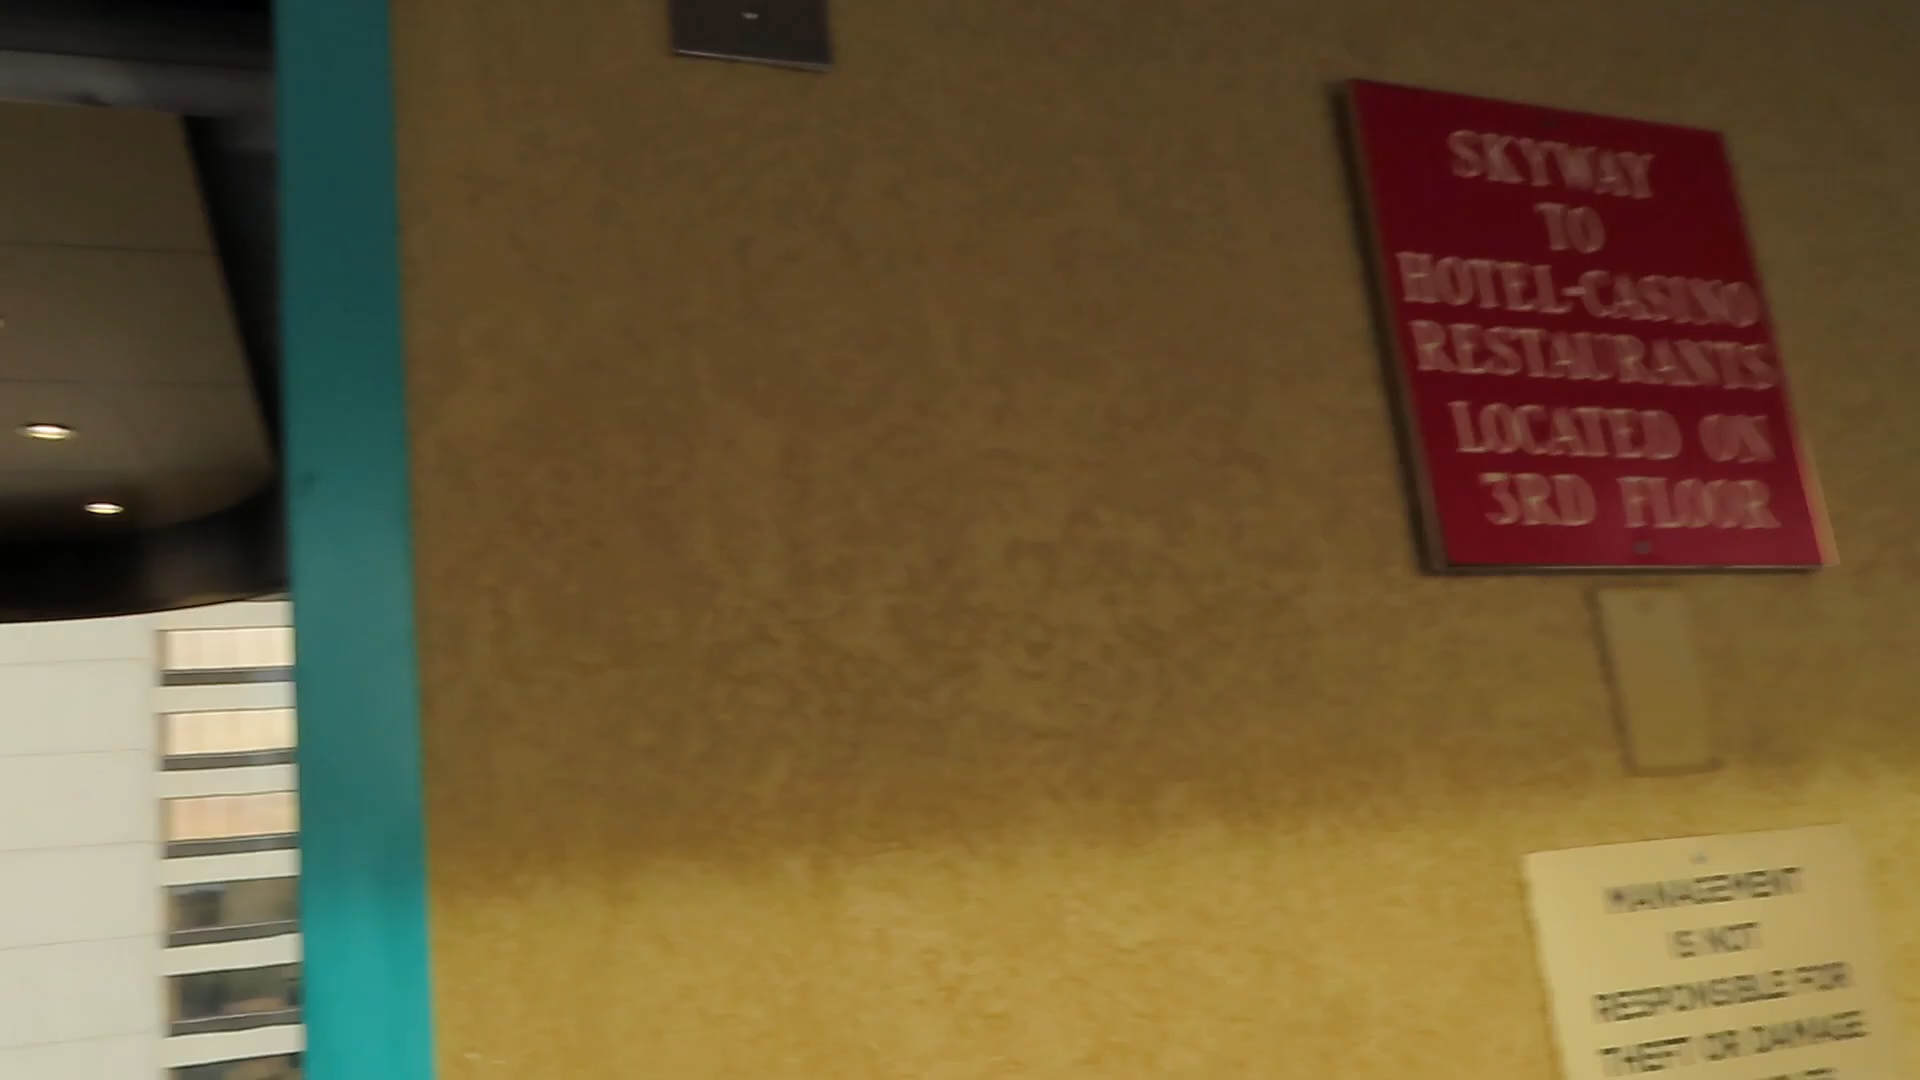 SKYWAY
TO
HOTEL-CASINO
RESTAURANTS
LOCATED ON
3RD FLOOR
MANAGEMENT
IS NOT
RESPONSIBLE FOR
THEFT OR DAMAGE